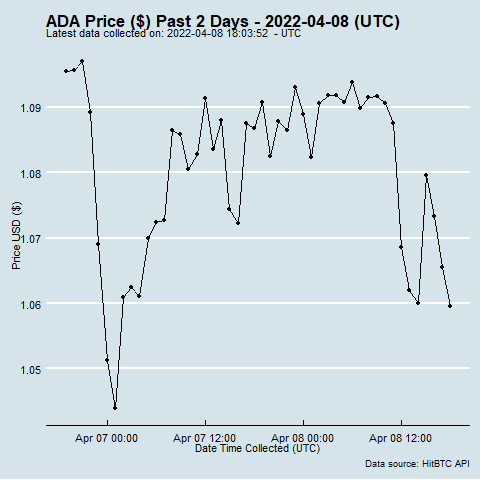 ADA Price ($) Past 2 Days - 2022-04-08 (UTC)
Latest data collected on: 2022-04-08 18:03:52 - UTC
Price USD ($)
1.09
1.08
1.07
1.06
1.05
Apr 07 00:00 Apr 07 12:00 Apr 08 00:00 Apr 08 12:00
Date Time Collected (UTC)
Data source: HitBTC API